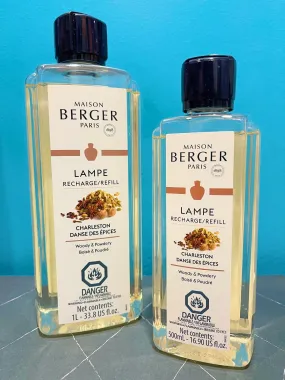 MAISON
BERGER
PARIS
LAMPE
RECHARGE/REFILL
CHARLESTON
DANSE DES ÉPICES
Woody & Powdery
Boisé & Poudré
DANGER
Net contents:
1L - 33.8 US fl. oz.
MAISON
BERGER
PARIS
LAMPE
RECHARGE/REFILL
CHARLESTON
DANSE DES ÉPICES
Woody & Powdery
Boisé & Poudré
DANGER
Net contents:
500mL - 16.90 US fl. oz.